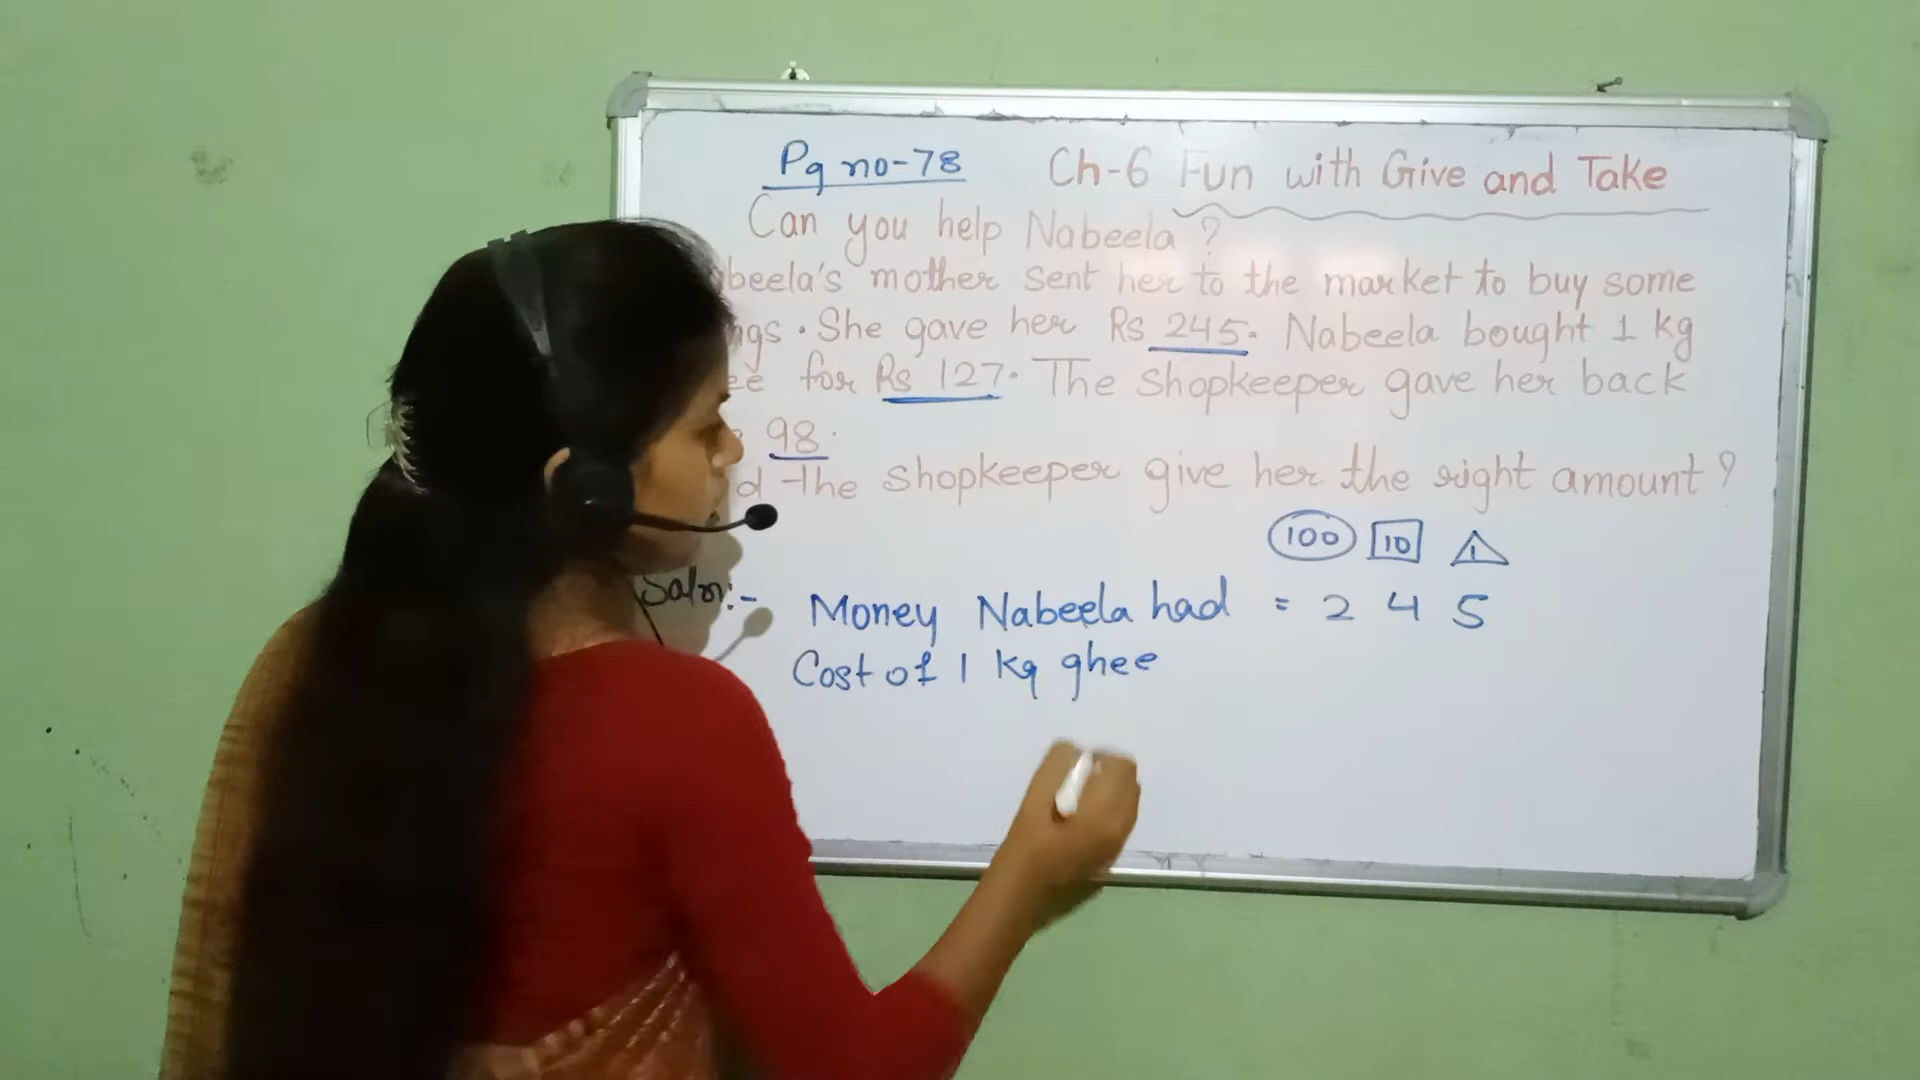 Pg no-78 Ch-6 Fun with Give and Take
Can you help Nabeela ?
beela's mother sent her to the market to buy some
ngs. She gave her Rs 245. Nabeela bought 1 kg
ee for Rs 127. The shopkeeper gave her back
98.
d the shopkeeper give her the right amount ?
100 10 1
Soln:- Money Nabeela had = 2 4 5
Cost of 1 kg ghee